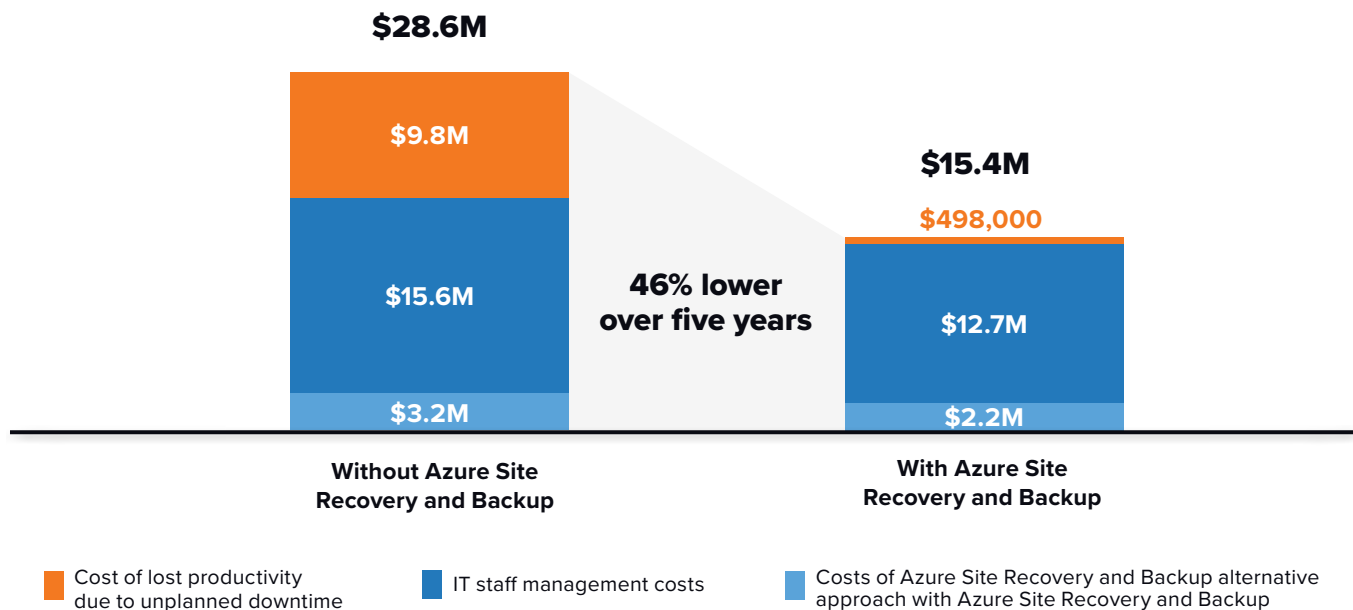 $28.6M
$9.8M
$15.6M
$3.2M
$15.4M
$498,000
$12.7M
$2.2M
46% lower
over five years
Without Azure Site
Recovery and Backup
With Azure Site
Recovery and Backup
Cost of lost productivity
due to unplanned downtime
IT staff management costs
Costs of Azure Site Recovery and Backup alternative
approach with Azure Site Recovery and Backup